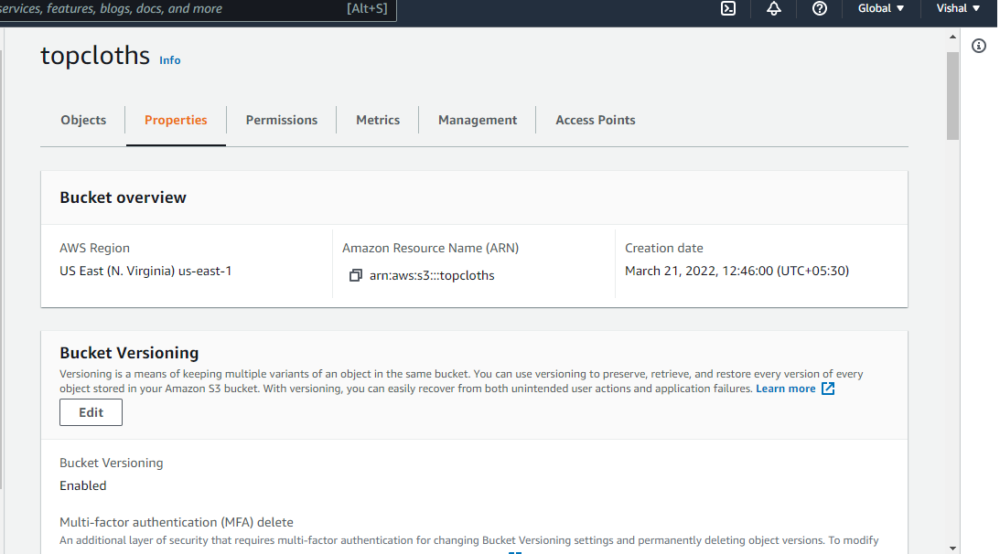 services, features, blogs, docs, and more [Alt+S] Global Vishal
topcloths Info
Objects Properties Permissions Metrics Management Access Points
Bucket overview
AWS Region
US East (N. Virginia) us-east-1
Amazon Resource Name (ARN)
arn:aws:s3:::topcloths
Creation date
March 21, 2022, 12:46:00 (UTC+05:30)
Bucket Versioning
Versioning is a means of keeping multiple variants of an object in the same bucket. You can use versioning to preserve, retrieve, and restore every version of every
object stored in your Amazon S3 bucket. With versioning, you can easily recover from both unintended user actions and application failures. Learn more
Edit
Bucket Versioning
Enabled
Multi-factor authentication (MFA) delete
An additional layer of security that requires multi-factor authentication for changing Bucket Versioning settings and permanently deleting object versions. To modify